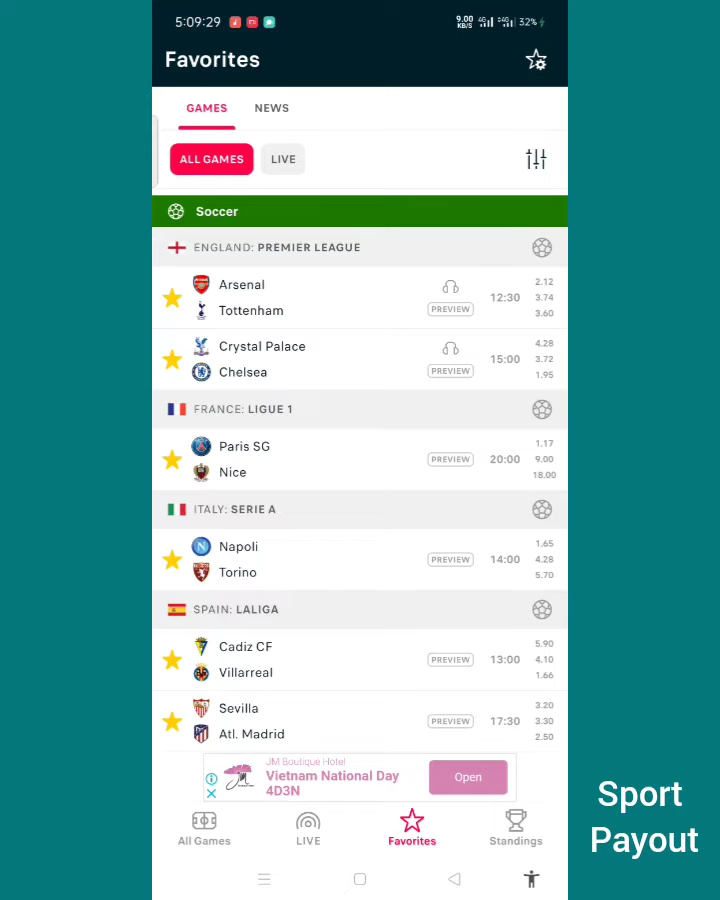 5:09:29
9.00
KB/S
4G
4G
32%
Favorites
GAMES
NEWS
ALL GAMES
LIVE
Soccer
ENGLAND: PREMIER LEAGUE
Arsenal
Tottenham
PREVIEW
12:30
2.12
3.74
3.60
Crystal Palace
Chelsea
PREVIEW
15:00
4.28
3.72
1.95
FRANCE: LIGUE 1
Paris SG
Nice
PREVIEW
20:00
1.17
9.00
18.00
ITALY: SERIE A
Napoli
Torino
PREVIEW
14:00
1.65
4.28
5.70
SPAIN: LALIGA
Cadiz CF
Villarreal
PREVIEW
13:00
5.90
4.10
1.66
Sevilla
Atl. Madrid
PREVIEW
17:30
3.20
3.30
2.50
JM Boutique Hotel
Vietnam National Day
4D3N
Open
All Games
LIVE
Favorites
Standings
Sport
Payout